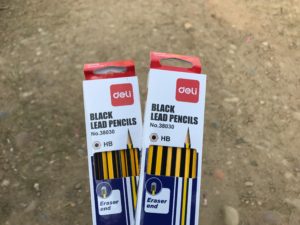 deli
BLACK
LEAD PENCILS
No.38030
HB
Eraser
end
deli
BLACK
LEAD PENCILS
No.38030
HB
Eraser
end